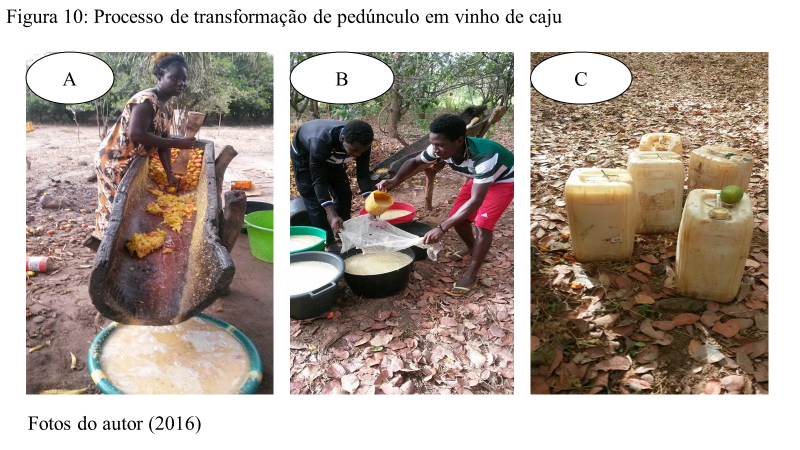 Figura 10: Processo de transformação de pedúnculo em vinho de caju
A
B
C
Fotos do autor (2016)